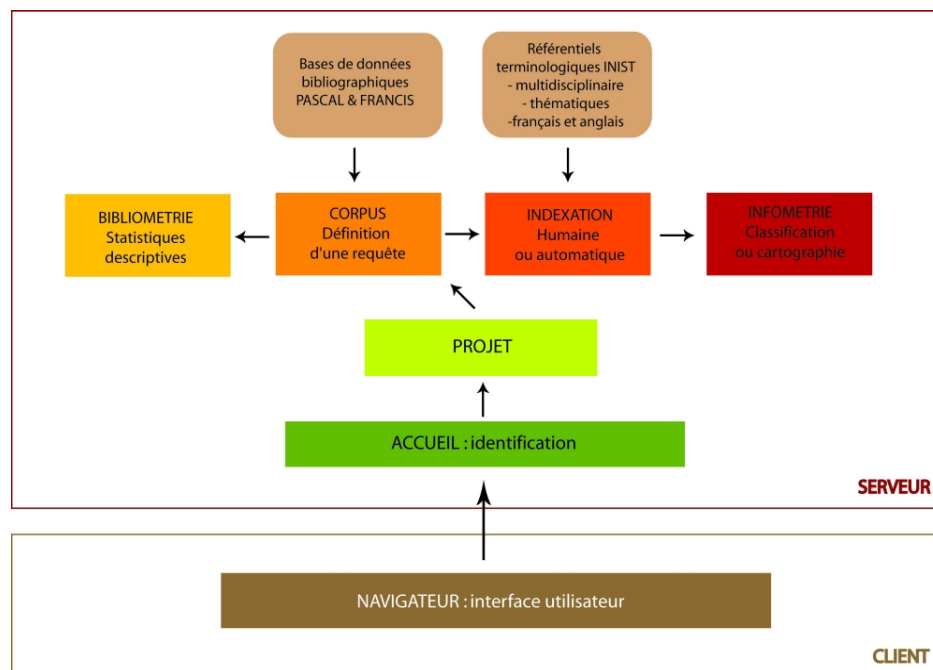 Bases de données
bibliographiques
PASCAL & FRANCIS
Référentiels
terminologiques INIST
- multidisciplinaire
- thématiques
-français et anglais
BIBLIOMETRIE
Statistiques
descriptives
CORPUS
Définition
d'une requête
INDEXATION
Humaine
ou automatique
INFOMETRIE
Classification
ou cartographie
PROJET
ACCUEIL : identification
SERVEUR
NAVIGATEUR : interface utilisateur
CLIENT